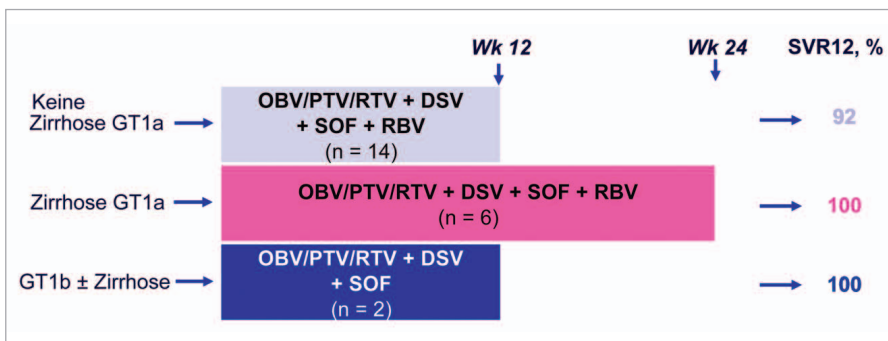 Wk 12 Wk 24 SVR12, %
Keine
Zirrhose GT1a
OBV/PTV/RTV + DSV
+ SOF + RBV
(n = 14)
92
Zirrhose GT1a
OBV/PTV/RTV + DSV + SOF + RBV
(n = 6)
100
GT1b ± Zirrhose
OBV/PTV/RTV + DSV
+ SOF
(n = 2)
100